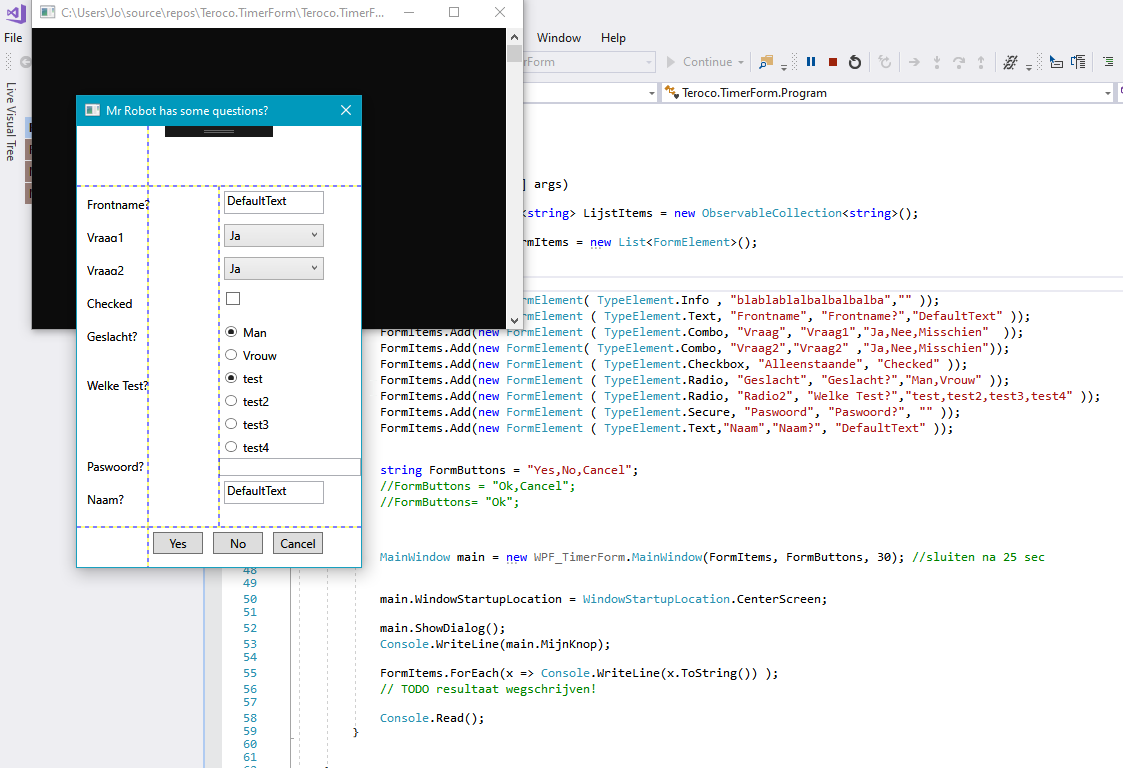 C:\Users\Jo\source\repos\Teroco.TimerForm\Teroco.TimerF...
File
Window Help
Form
Continue
Live Visual Tree
Teroco.TimerForm.Program
Mr Robot has some questions?
Frontname?
DefaultText
Vraag1
Ja
Vraag2
Ja
Checked
Geslacht?
Man
Vrouw
Welke Test?
test
test2
test3
test4
Paswoord?
Naam?
DefaultText
Yes
No
Cancel
] args)
<string> LijstItems = new ObservableCollection<string>();
rmItems = new List<FormElement>();
ormElement( TypeElement.Info , "blablablalbalbalbalba","" ));
ormElement ( TypeElement.Text, "Frontname", "Frontname?","DefaultText" ));
FormItems.Add(new FormElement ( TypeElement.Combo, "Vraag", "Vraag1","Ja,Nee,Misschien"  ));
FormItems.Add(new FormElement( TypeElement.Combo, "Vraag2","Vraag2" ,"Ja,Nee,Misschien"));
FormItems.Add(new FormElement ( TypeElement.Checkbox, "Alleenstaande", "Checked" ));
FormItems.Add(new FormElement ( TypeElement.Radio, "Geslacht", "Geslacht?","Man,Vrouw" ));
FormItems.Add(new FormElement ( TypeElement.Radio, "Radio2", "Welke Test?","test,test2,test3,test4" ));
FormItems.Add(new FormElement ( TypeElement.Secure, "Paswoord", "Paswoord?", "" ));
FormItems.Add(new FormElement ( TypeElement.Text,"Naam","Naam?", "DefaultText" ));
string FormButtons = "Yes,No,Cancel";
//FormButtons = "Ok,Cancel";
//FormButtons= "Ok";
MainWindow main = new WPF_TimerForm.MainWindow(FormItems, FormButtons, 30); //sluiten na 25 sec
48
49
50 main.WindowStartupLocation = WindowStartupLocation.CenterScreen;
51
52 main.ShowDialog();
53 Console.WriteLine(main.MijnKnop);
54
55 FormItems.ForEach(x => Console.WriteLine(x.ToString()) );
56 // TODO resultaat wegschrijven!
57
58 Console.Read();
59 }
60
61